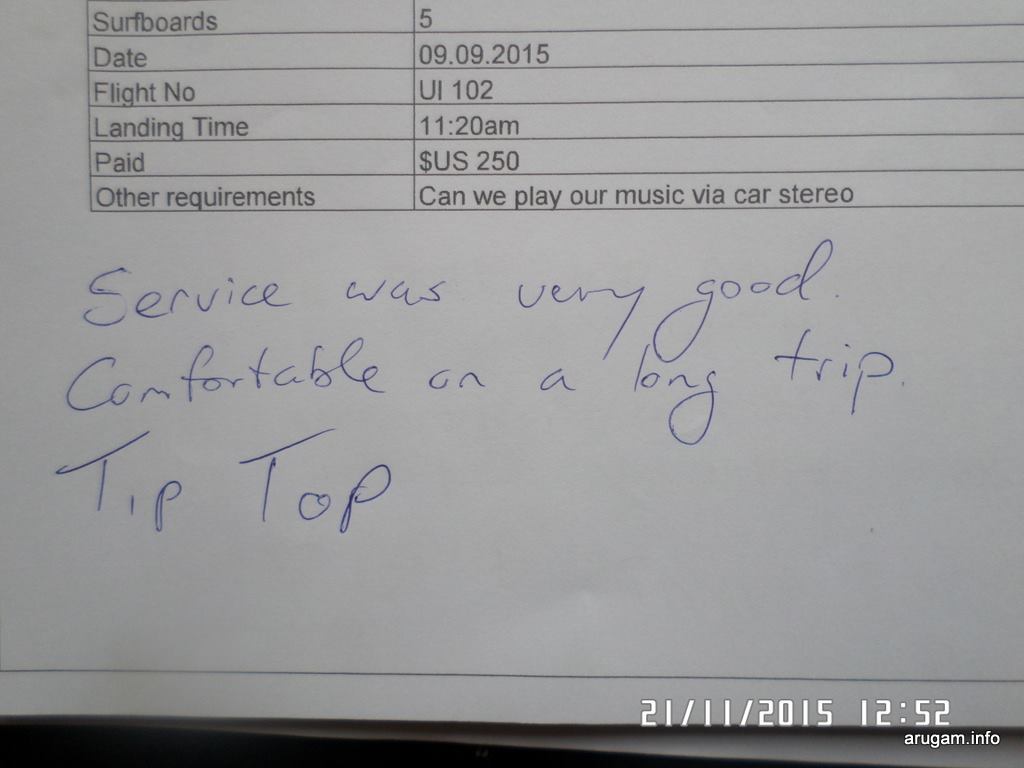 Surfboards 5
Date 09.09.2015
Flight No UI 102
Landing Time 11:20am
Paid $US 250
Other requirements Can we play our music via car stereo
Service was very good.
Comfortable on a long trip.
Tip Top
21/11/2015 12:52
arugam.info